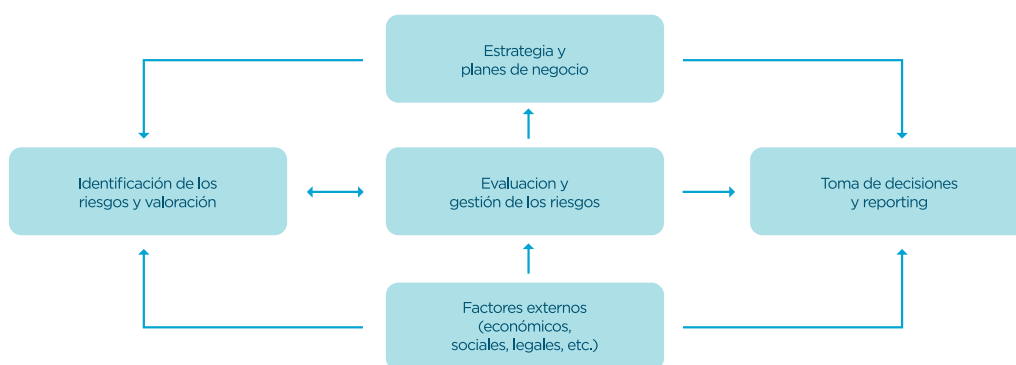 Estrategia y
planes de negocio
Identificación de los
riesgos y valoración
Evaluacion y
gestión de los riesgos
Toma de decisiones
y reporting
Factores externos
(económicos,
sociales, legales, etc.)